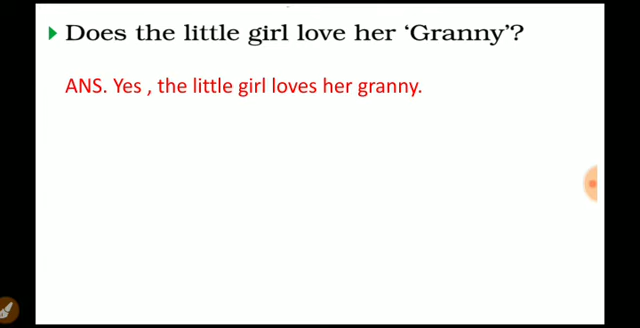 Does the little girl love her ‘Granny’?
ANS. Yes , the little girl loves her granny.